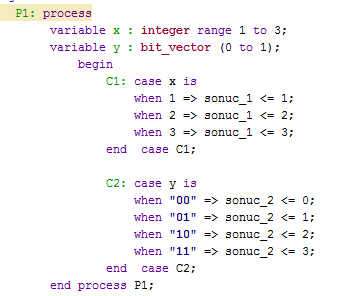 P1: process
variable x : integer range 1 to 3;
variable y : bit_vector (0 to 1);
begin
C1: case x is
when 1 => sonuc_1 <= 1;
when 2 => sonuc_1 <= 2;
when 3 => sonuc_1 <= 3;
end case C1;
C2: case y is
when "00" => sonuc_2 <= 0;
when "01" => sonuc_2 <= 1;
when "10" => sonuc_2 <= 2;
when "11" => sonuc_2 <= 3;
end case C2;
end process P1;